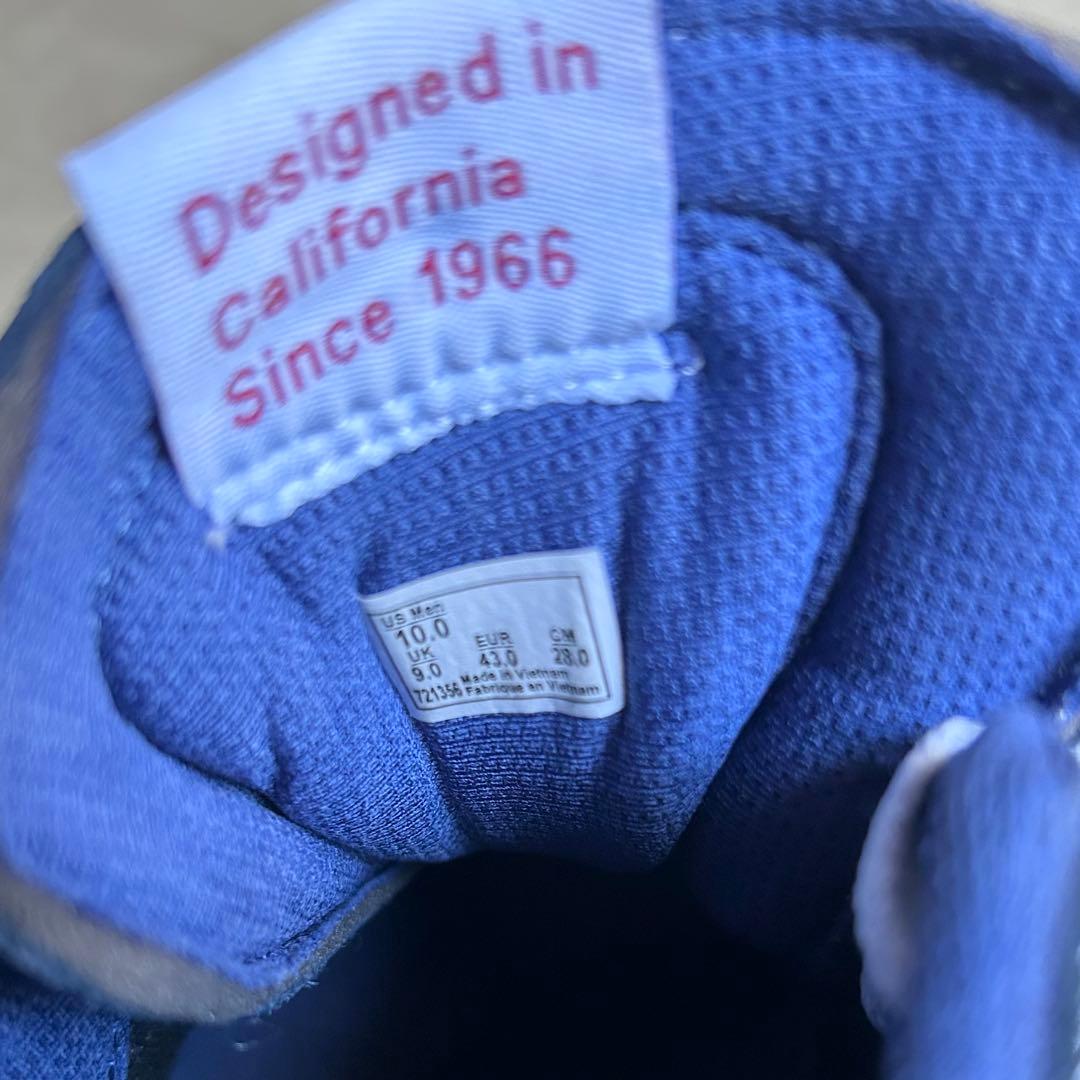 Designed in
California
Since 1966
US Men
10.0
UK EUR CM
9.0 43.0 28.0
Made in Vietnam
721356 Fabriqué en Vietnam